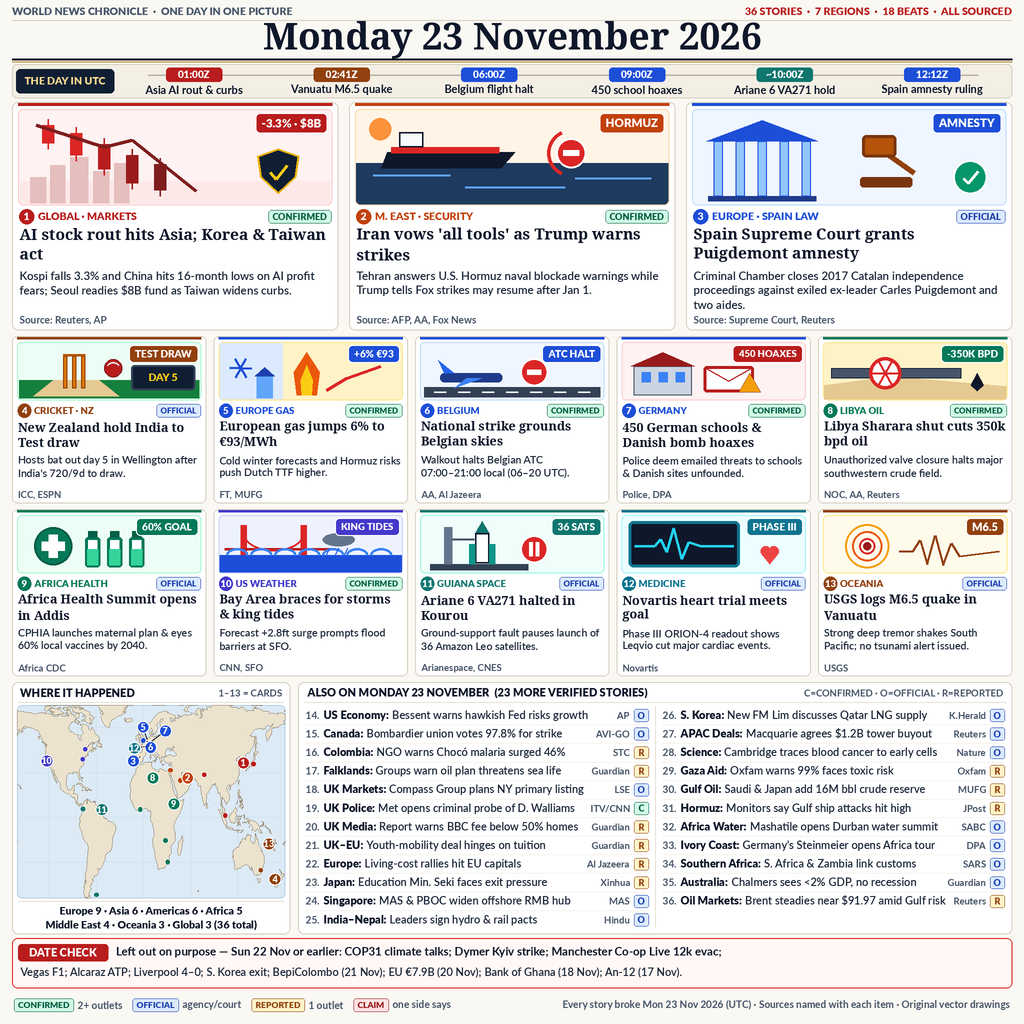 WORLD NEWS CHRONICLE · ONE DAY IN ONE PICTURE
36 STORIES · 7 REGIONS · 18 BEATS · ALL SOURCED
Monday 23 November 2026
THE DAY IN UTC
01:00Z
Asia AI rout & curbs
02:41Z
Vanuatu M6.5 quake
06:00Z
Belgium flight halt
09:00Z
450 school hoaxes
~10:00Z
Ariane 6 VA271 hold
12:12Z
Spain amnesty ruling
-3.3% · $8B
1 GLOBAL · MARKETS
CONFIRMED
AI stock rout hits Asia; Korea & Taiwan
act
Kospi falls 3.3% and China hits 16-month lows on AI profit
fears; Seoul readies $8B fund as Taiwan widens curbs.
Source: Reuters, AP
HORMUZ
2 M. EAST · SECURITY
CONFIRMED
Iran vows 'all tools' as Trump warns
strikes
Tehran answers U.S. Hormuz naval blockade warnings while
Trump tells Fox strikes may resume after Jan 1.
Source: AFP, AA, Fox News
AMNESTY
3 EUROPE · SPAIN LAW
OFFICIAL
Spain Supreme Court grants
Puigdemont amnesty
Criminal Chamber closes 2017 Catalan independence
proceedings against exiled ex-leader Carles Puigdemont and
two aides.
Source: Supreme Court, Reuters
TEST DRAW
DAY 5
4 CRICKET · NZ
OFFICIAL
New Zealand hold India to
Test draw
Hosts bat out day 5 in Wellington after
India's 720/9d to draw.
ICC, ESPN
+6% €93
5 EUROPE GAS
CONFIRMED
European gas jumps 6% to
€93/MWh
Cold winter forecasts and Hormuz risks
push Dutch TTF higher.
FT, MUFG
ATC HALT
6 BELGIUM
CONFIRMED
National strike grounds
Belgian skies
Walkout halts Belgian ATC
07:00–21:00 local (06–20 UTC).
AA, Al Jazeera
450 HOAXES
7 GERMANY
CONFIRMED
450 German schools &
Danish bomb hoaxes
Police deem emailed threats to schools
& Danish sites unfounded.
Police, DPA
-350K BPD
8 LIBYA OIL
CONFIRMED
Libya Sharara shut cuts 350k
bpd oil
Unauthorized valve closure halts major
southwestern crude field.
NOC, AA, Reuters
60% GOAL
9 AFRICA HEALTH
OFFICIAL
Africa Health Summit opens
in Addis
CPHIA launches maternal plan & eyes
60% local vaccines by 2040.
Africa CDC
KING TIDES
10 US WEATHER
CONFIRMED
Bay Area braces for storms
& king tides
Forecast +2.8ft surge prompts flood
barriers at SFO.
CNN, SFO
36 SATS
11 GUIANA SPACE
OFFICIAL
Ariane 6 VA271 halted in
Kourou
Ground-support fault pauses launch of
36 Amazon Leo satellites.
Arianespace, CNES
PHASE III
12 MEDICINE
OFFICIAL
Novartis heart trial meets
goal
Phase III ORION-4 readout shows
Leqvio cut major cardiac events.
Novartis
M6.5
13 OCEANIA
OFFICIAL
USGS logs M6.5 quake in
Vanuatu
Strong deep tremor shakes South
Pacific; no tsunami alert issued.
USGS
WHERE IT HAPPENED
1–13 = CARDS
5
7
12
6
10
3
1
8
2
11
9
13
4
Europe 9 · Asia 6 · Americas 6 · Africa 5
Middle East 4 · Oceania 3 · Global 3 (36 total)
ALSO ON MONDAY 23 NOVEMBER (23 MORE VERIFIED STORIES)
C=CONFIRMED · O=OFFICIAL · R=REPORTED
14. US Economy: Bessent warns hawkish Fed risks growth AP O
15. Canada: Bombardier union votes 97.8% for strike AVI-GO O
16. Colombia: NGO warns Chocó malaria surged 46% STC R
17. Falklands: Groups warn oil plan threatens sea life Guardian R
18. UK Markets: Compass Group plans NY primary listing LSE O
19. UK Police: Met opens criminal probe of D. Walliams ITV/CNN C
20. UK Media: Report warns BBC fee below 50% homes Guardian R
21. UK–EU: Youth-mobility deal hinges on tuition Guardian R
22. Europe: Living-cost rallies hit EU capitals Al Jazeera R
23. Japan: Education Min. Seki faces exit pressure Xinhua R
24. Singapore: MAS & PBOC widen offshore RMB hub MAS O
25. India–Nepal: Leaders sign hydro & rail pacts Hindu O
26. S. Korea: New FM Lim discusses Qatar LNG supply K.Herald O
27. APAC Deals: Macquarie agrees $1.2B tower buyout Reuters O
28. Science: Cambridge traces blood cancer to early cells Nature O
29. Gaza Aid: Oxfam warns 99% faces toxic risk Oxfam R
30. Gulf Oil: Saudi & Japan add 16M bbl crude reserve MUFG R
31. Hormuz: Monitors say Gulf ship attacks hit high JPost R
32. Africa Water: Mashatile opens Durban water summit SABC O
33. Ivory Coast: Germany's Steinmeier opens Africa tour DPA O
34. Southern Africa: S. Africa & Zambia link customs SARS O
35. Australia: Chalmers sees <2% GDP, no recession Guardian O
36. Oil Markets: Brent steadies near $91.97 amid Gulf risk Reuters R
DATE CHECK
Left out on purpose — Sun 22 Nov or earlier: COP31 climate talks; Dymer Kyiv strike; Manchester Co-op Live 12k evac;
Vegas F1; Alcaraz ATP; Liverpool 4–0; S. Korea exit; BepiColombo (21 Nov); EU €7.9B (20 Nov); Bank of Ghana (18 Nov); An-12 (17 Nov).
CONFIRMED 2+ outlets OFFICIAL agency/court REPORTED 1 outlet CLAIM one side says
Every story broke Mon 23 Nov 2026 (UTC) · Sources named with each item · Original vector drawings